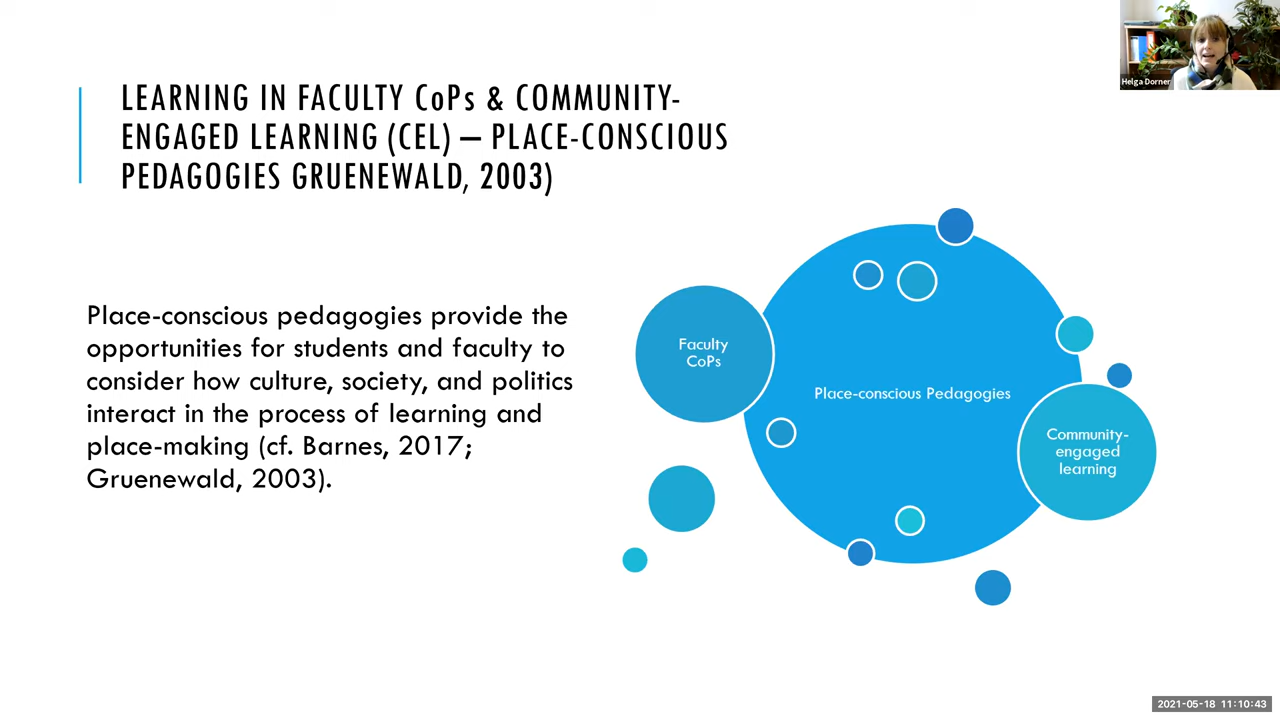 LEARNING IN FACULTY CoPs & COMMUNITY-
ENGAGED LEARNING (CEL) – PLACE-CONSCIOUS
PEDAGOGIES GRUENEWALD, 2003)
Helga Dorner
Place-conscious pedagogies provide the
opportunities for students and faculty to
consider how culture, society, and politics
interact in the process of learning and
place-making (cf. Barnes, 2017;
Gruenewald, 2003).
Faculty
CoPs
Place-conscious Pedagogies
Community-
engaged
learning
2021-05-18 11:10:43